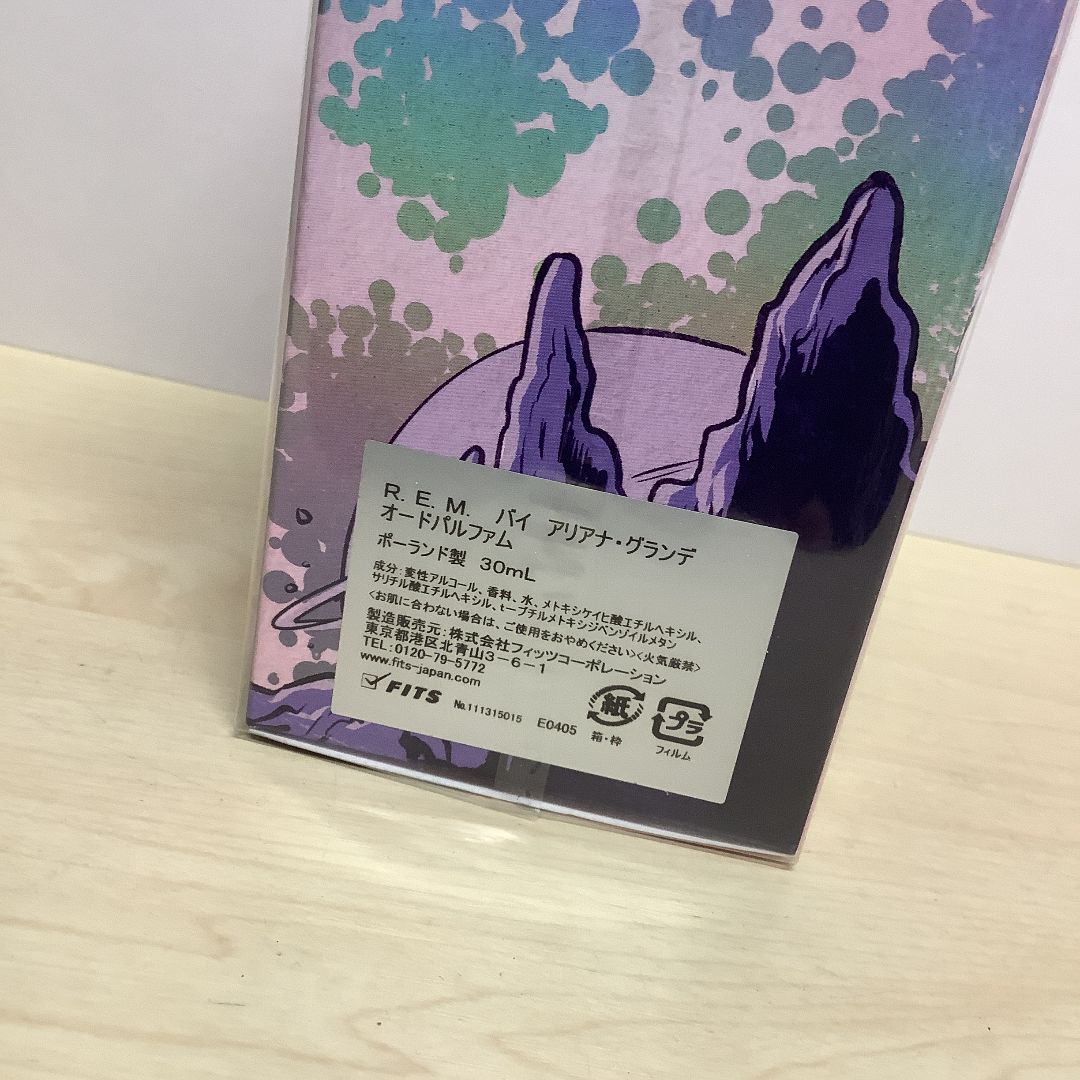 R. E. M. バイ アリアナ・グランデ
オードパルファム
ポーランド製 30mL
成分：変性アルコール、香料、水、メトキシケイヒ酸エチルヘキシル、
サリチル酸エチルヘキシル、t-ブチルメトキシジベンゾイルメタン
<お肌に合わない場合は、ご使用をおやめください><火気厳禁>
製造販売元：株式会社フィッツコーポレーション
東京都港区北青山3-6-1
TEL:0120-79-5772
www.fits-japan.com
FITS No.111315015 E0405
紙 プラ
箱・枠 フィルム